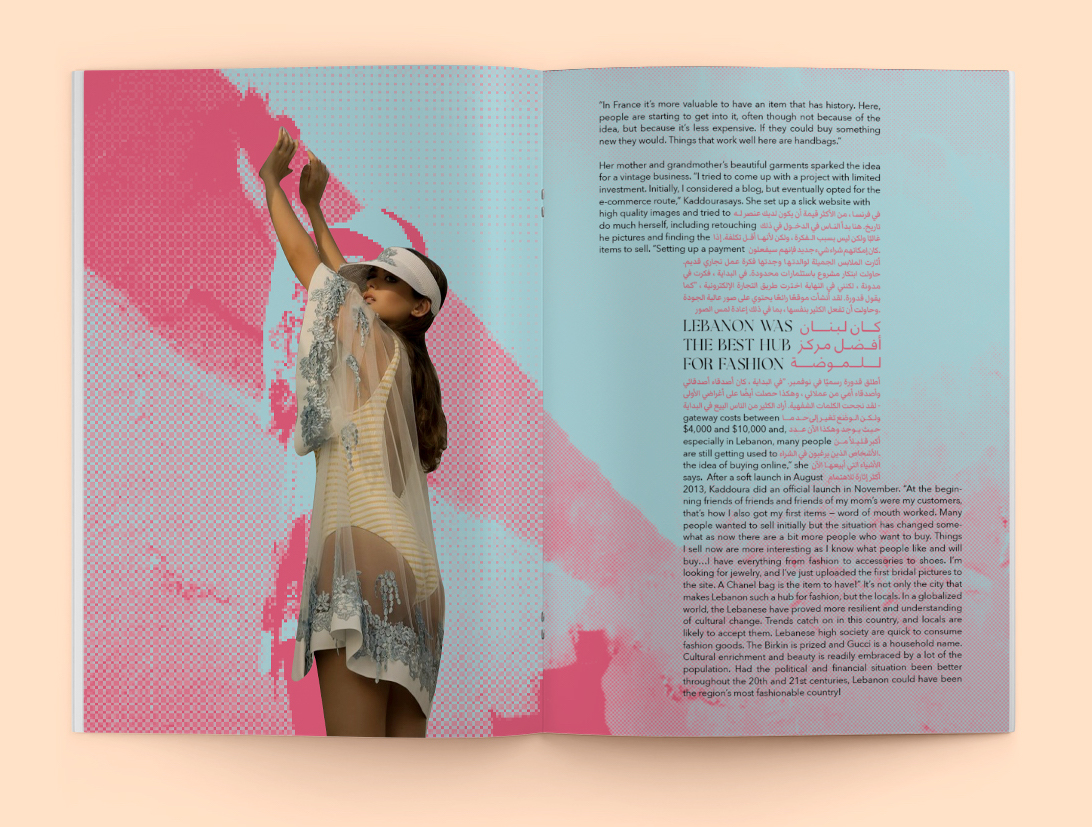 "In France it's more valuable to have an item that has history. Here,
people are starting to get into it, often though not because of the
idea, but because it's less expensive. If they could buy something
new they would. Things that work well here are handbags."
Her mother and grandmother's beautiful garments sparked the idea
for a vintage business. "I tried to come up with a project with limited
investment. Initially, I considered a blog, but eventually opted for the
e-commerce route," Kaddourasays. She set up a slick website with
high quality images and tried to في فرنسا ، من الأكثر قيمة أن يكون لديك عنصر له
do much herself, including retouching تاريخ. هنا بدأ الناس في الدخول في ذلك
he pictures and finding the غالبًا ولكن ليس بسبب الفكرة ، ولكن لأنها أقل تكلفة. إذا
items to sell. "Setting up a payment كان بإمكانهم شراء شيء جديد فإنهم سيفعلون.
أثارت الملابس الجميلة لوالدتها وجدتها فكرة عمل تجاري قديم.
حاولت ابتكار مشروع باستثمارات محدودة. في البداية ، فكرت في
مدونة ، لكنني في النهاية اخترت طريق التجارة الإلكترونية ، "كما
يقول قدورة. لقد أنشأت موقعًا رائعًا يحتوي على صور عالية الجودة
وحاولت أن تفعل الكثير بنفسها ، بما في ذلك إعادة لمس الصور.
LEBANON WAS كان لبنان
THE BEST HUB أفضل مركز
FOR FASHION للموضة
أطلق قدورة رسميًا في نوفمبر. "في البداية ، كان أصدقاء أصدقائي
وأصدقاء أمي من عملائي ، وهكذا حصلت أيضًا على أغراضي الأولى
- لقد نجحت الكلمات الشفهية. أراد الكثير من الناس البيع في البداية
gateway costs between ولكن الوضع تغير إلى حد ما
$4,000 and $10,000 and, حيث يوجد وهكذا الآن عدد
especially in Lebanon, many people أكبر قليلاً من
are still getting used to الأشخاص الذين يرغبون في الشراء.
the idea of buying online," she الأشياء التي أبيعها الآن
says. After a soft launch in August أكثر إثارة للاهتمام
2013, Kaddoura did an official launch in November. "At the begin-
ning friends of friends and friends of my mom's were my customers,
that's how I also got my first items – word of mouth worked. Many
people wanted to sell initially but the situation has changed some-
what as now there are a bit more people who want to buy. Things
I sell now are more interesting as I know what people like and will
buy…I have everything from fashion to accessories to shoes. I'm
looking for jewelry, and I've just uploaded the first bridal pictures to
the site. A Chanel bag is the item to have!" It's not only the city that
makes Lebanon such a hub for fashion, but the locals. In a globalized
world, the Lebanese have proved more resilient and understanding
of cultural change. Trends catch on in this country, and locals are
likely to accept them. Lebanese high society are quick to consume
fashion goods. The Birkin is prized and Gucci is a household name.
Cultural enrichment and beauty is readily embraced by a lot of the
population. Had the political and financial situation been better
throughout the 20th and 21st centuries, Lebanon could have been
the region's most fashionable country!